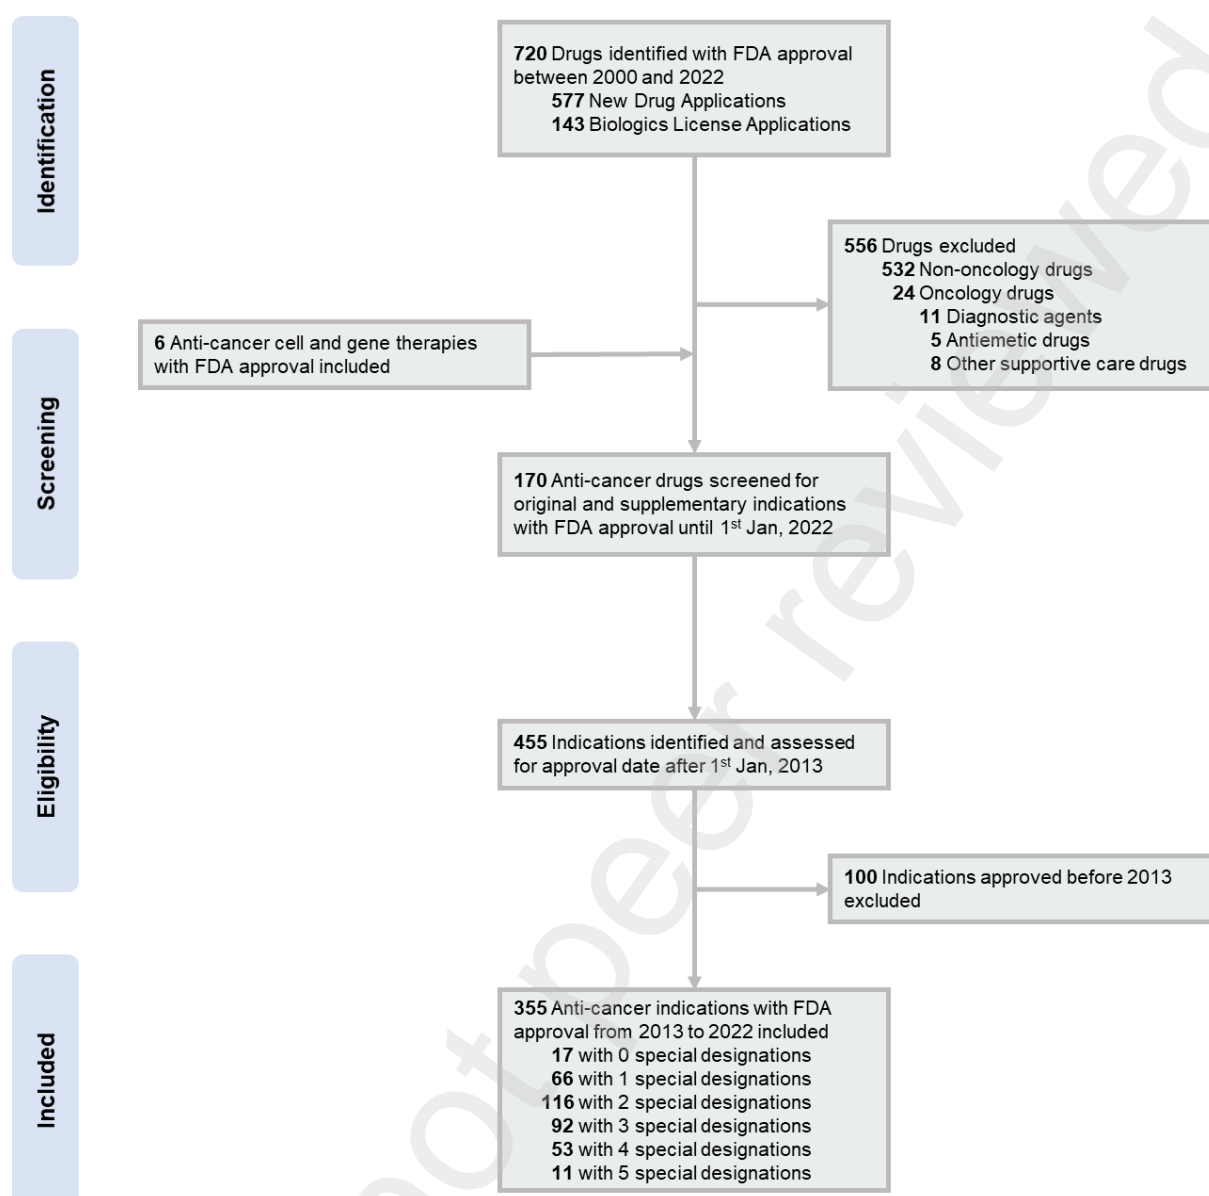 Identification
720 Drugs identified with FDA approval
between 2000 and 2022
577 New Drug Applications
143 Biologics License Applications
556 Drugs excluded
532 Non-oncology drugs
24 Oncology drugs
11 Diagnostic agents
5 Antiemetic drugs
8 Other supportive care drugs
Screening
6 Anti-cancer cell and gene therapies
with FDA approval included
170 Anti-cancer drugs screened for
original and supplementary indications
with FDA approval until 1st Jan, 2022
Eligibility
455 Indications identified and assessed
for approval date after 1st Jan, 2013
100 Indications approved before 2013
excluded
Included
355 Anti-cancer indications with FDA
approval from 2013 to 2022 included
17 with 0 special designations
66 with 1 special designations
116 with 2 special designations
92 with 3 special designations
53 with 4 special designations
11 with 5 special designations
not peer reviewed